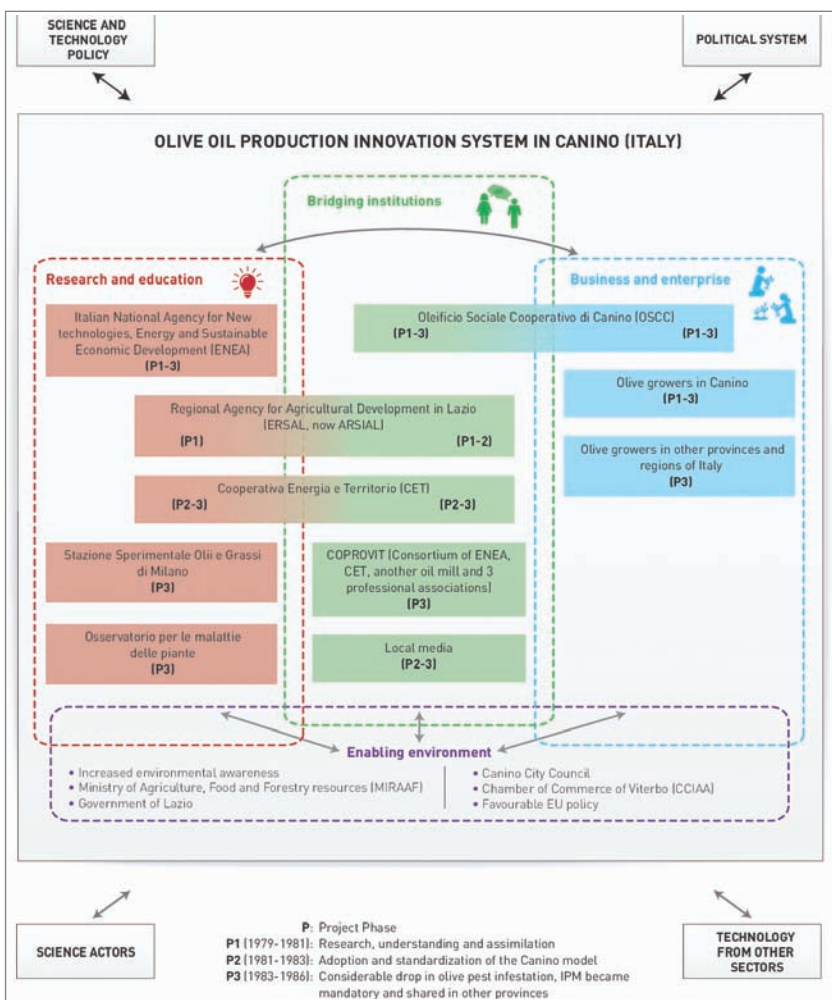 SCIENCE AND
TECHNOLOGY
POLICY
POLITICAL SYSTEM
OLIVE OIL PRODUCTION INNOVATION SYSTEM IN CANINO (ITALY)
Bridging institutions
Research and education
Business and enterprise
Italian National Agency for New
technologies, Energy and Sustainable
Economic Development (ENEA)
(P1-3)
Oleificio Sociale Cooperativo di Canino (OSCC)
(P1-3) (P1-3)
Olive growers in Canino
(P1-3)
Regional Agency for Agricultural Development in Lazio
(ERSAL, now ARSIAL)
(P1) (P1-2)
Olive growers in other provinces and
regions of Italy
(P3)
Cooperativa Energia e Territorio (CET)
(P2-3) (P2-3)
Stazione Sperimentale Olii e Grassi
di Milano
(P3)
COPROVIT (Consortium of ENEA,
CET, another oil mill and 3
professional associations)
(P3)
Osservatorio per le malattie
delle piante
(P3)
Local media
(P2-3)
Enabling environment
• Increased environmental awareness
• Ministry of Agriculture, Food and Forestry resources (MIRAAF)
• Government of Lazio
• Canino City Council
• Chamber of Commerce of Viterbo (CCIAA)
• Favourable EU policy
SCIENCE ACTORS
P: Project Phase
P1 (1979-1981): Research, understanding and assimilation
P2 (1981-1983): Adoption and standardization of the Canino model
P3 (1983-1986): Considerable drop in olive pest infestation, IPM became
mandatory and shared in other provinces
TECHNOLOGY
FROM OTHER
SECTORS